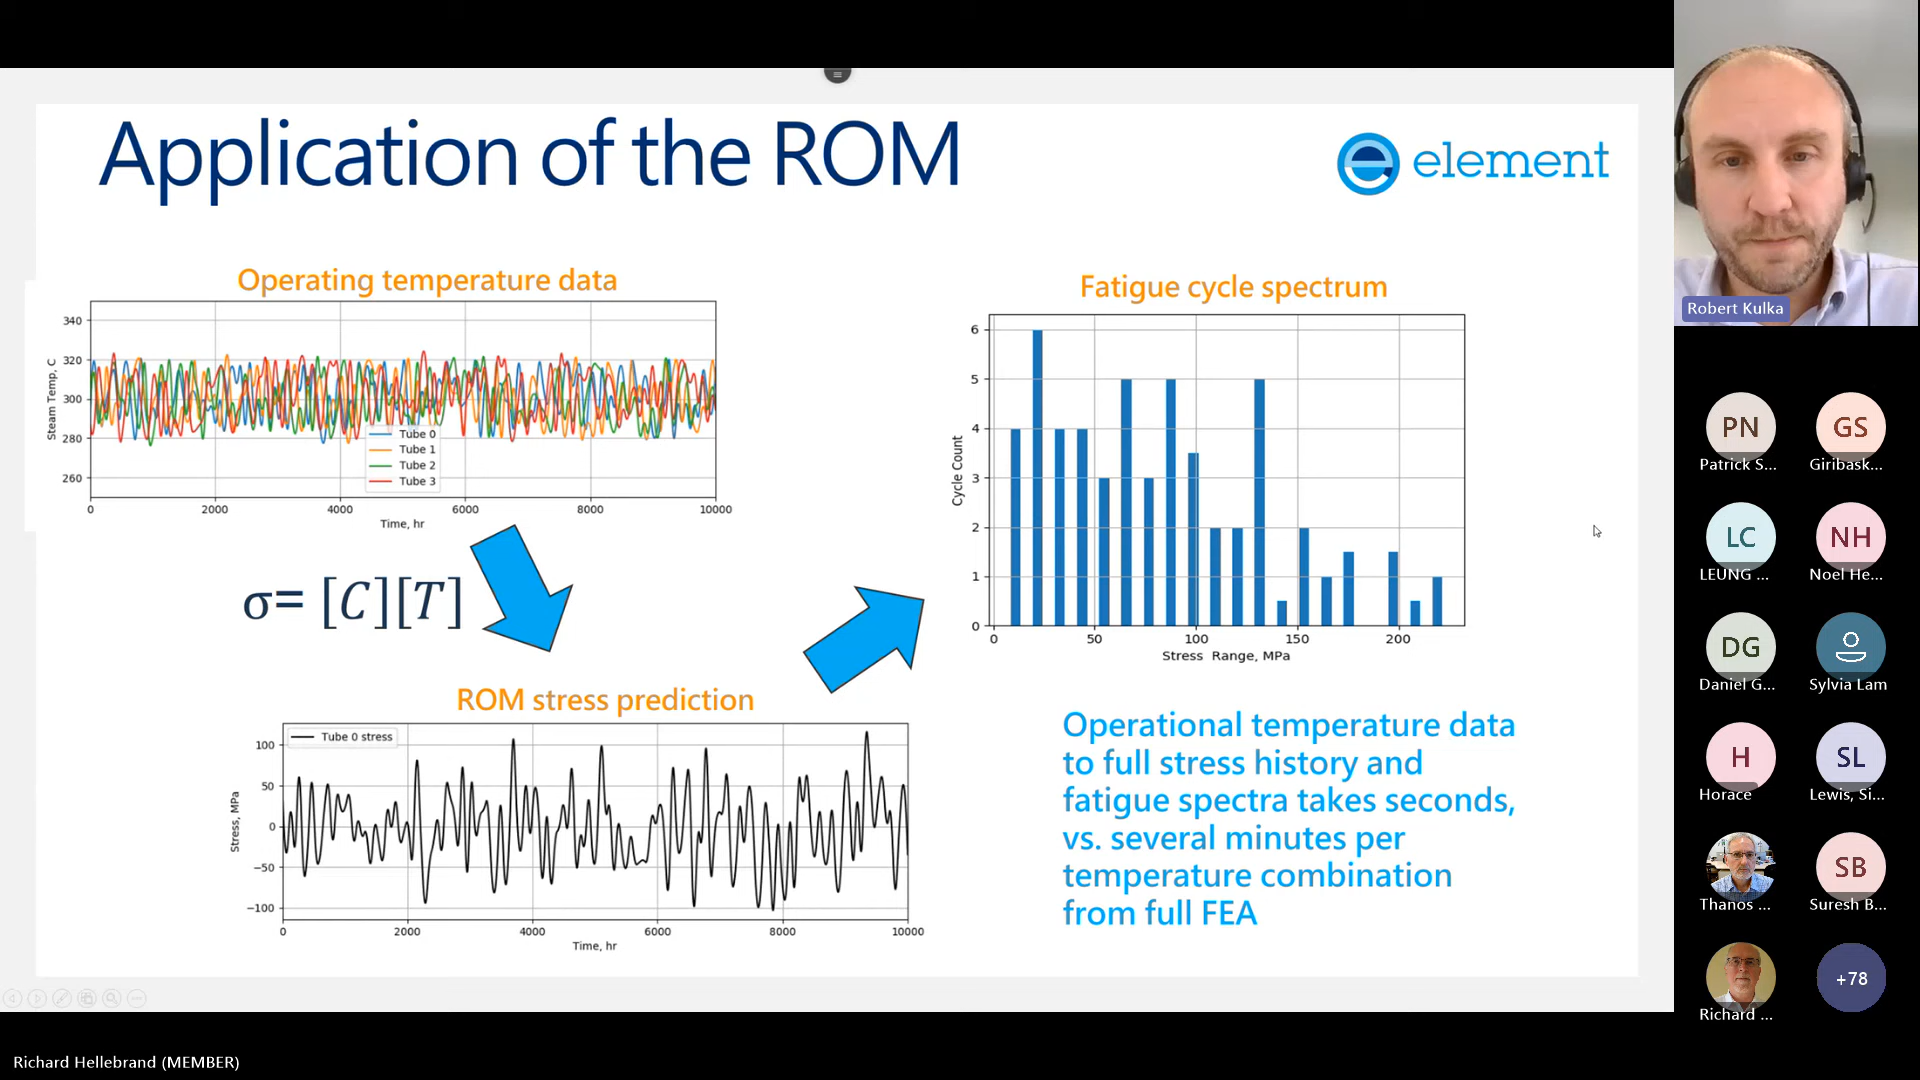 Application of the ROM
element
Operating temperature data
340
320
300
280
260
Steam Temp, C
Tube 0
Tube 1
Tube 2
Tube 3
0 2000 4000 6000 8000 10000
Time, hr
σ= [C][T]
ROM stress prediction
Tube 0 stress
100
50
0
−50
−100
Stress, MPa
0 2000 4000 6000 8000 10000
Time, hr
Fatigue cycle spectrum
6
5
4
3
2
1
0
Cycle Count
0 50 100 150 200
Stress Range, MPa
Operational temperature data
to full stress history and
fatigue spectra takes seconds,
vs. several minutes per
temperature combination
from full FEA
Robert Kulka
PN
Patrick S...
GS
Giribask...
LC
LEUNG ...
NH
Noel He...
DG
Daniel G...
Sylvia Lam
H
Horace
SL
Lewis, Si...
Thanos ...
SB
Suresh B...
Richard ...
+78
Richard Hellebrand (MEMBER)